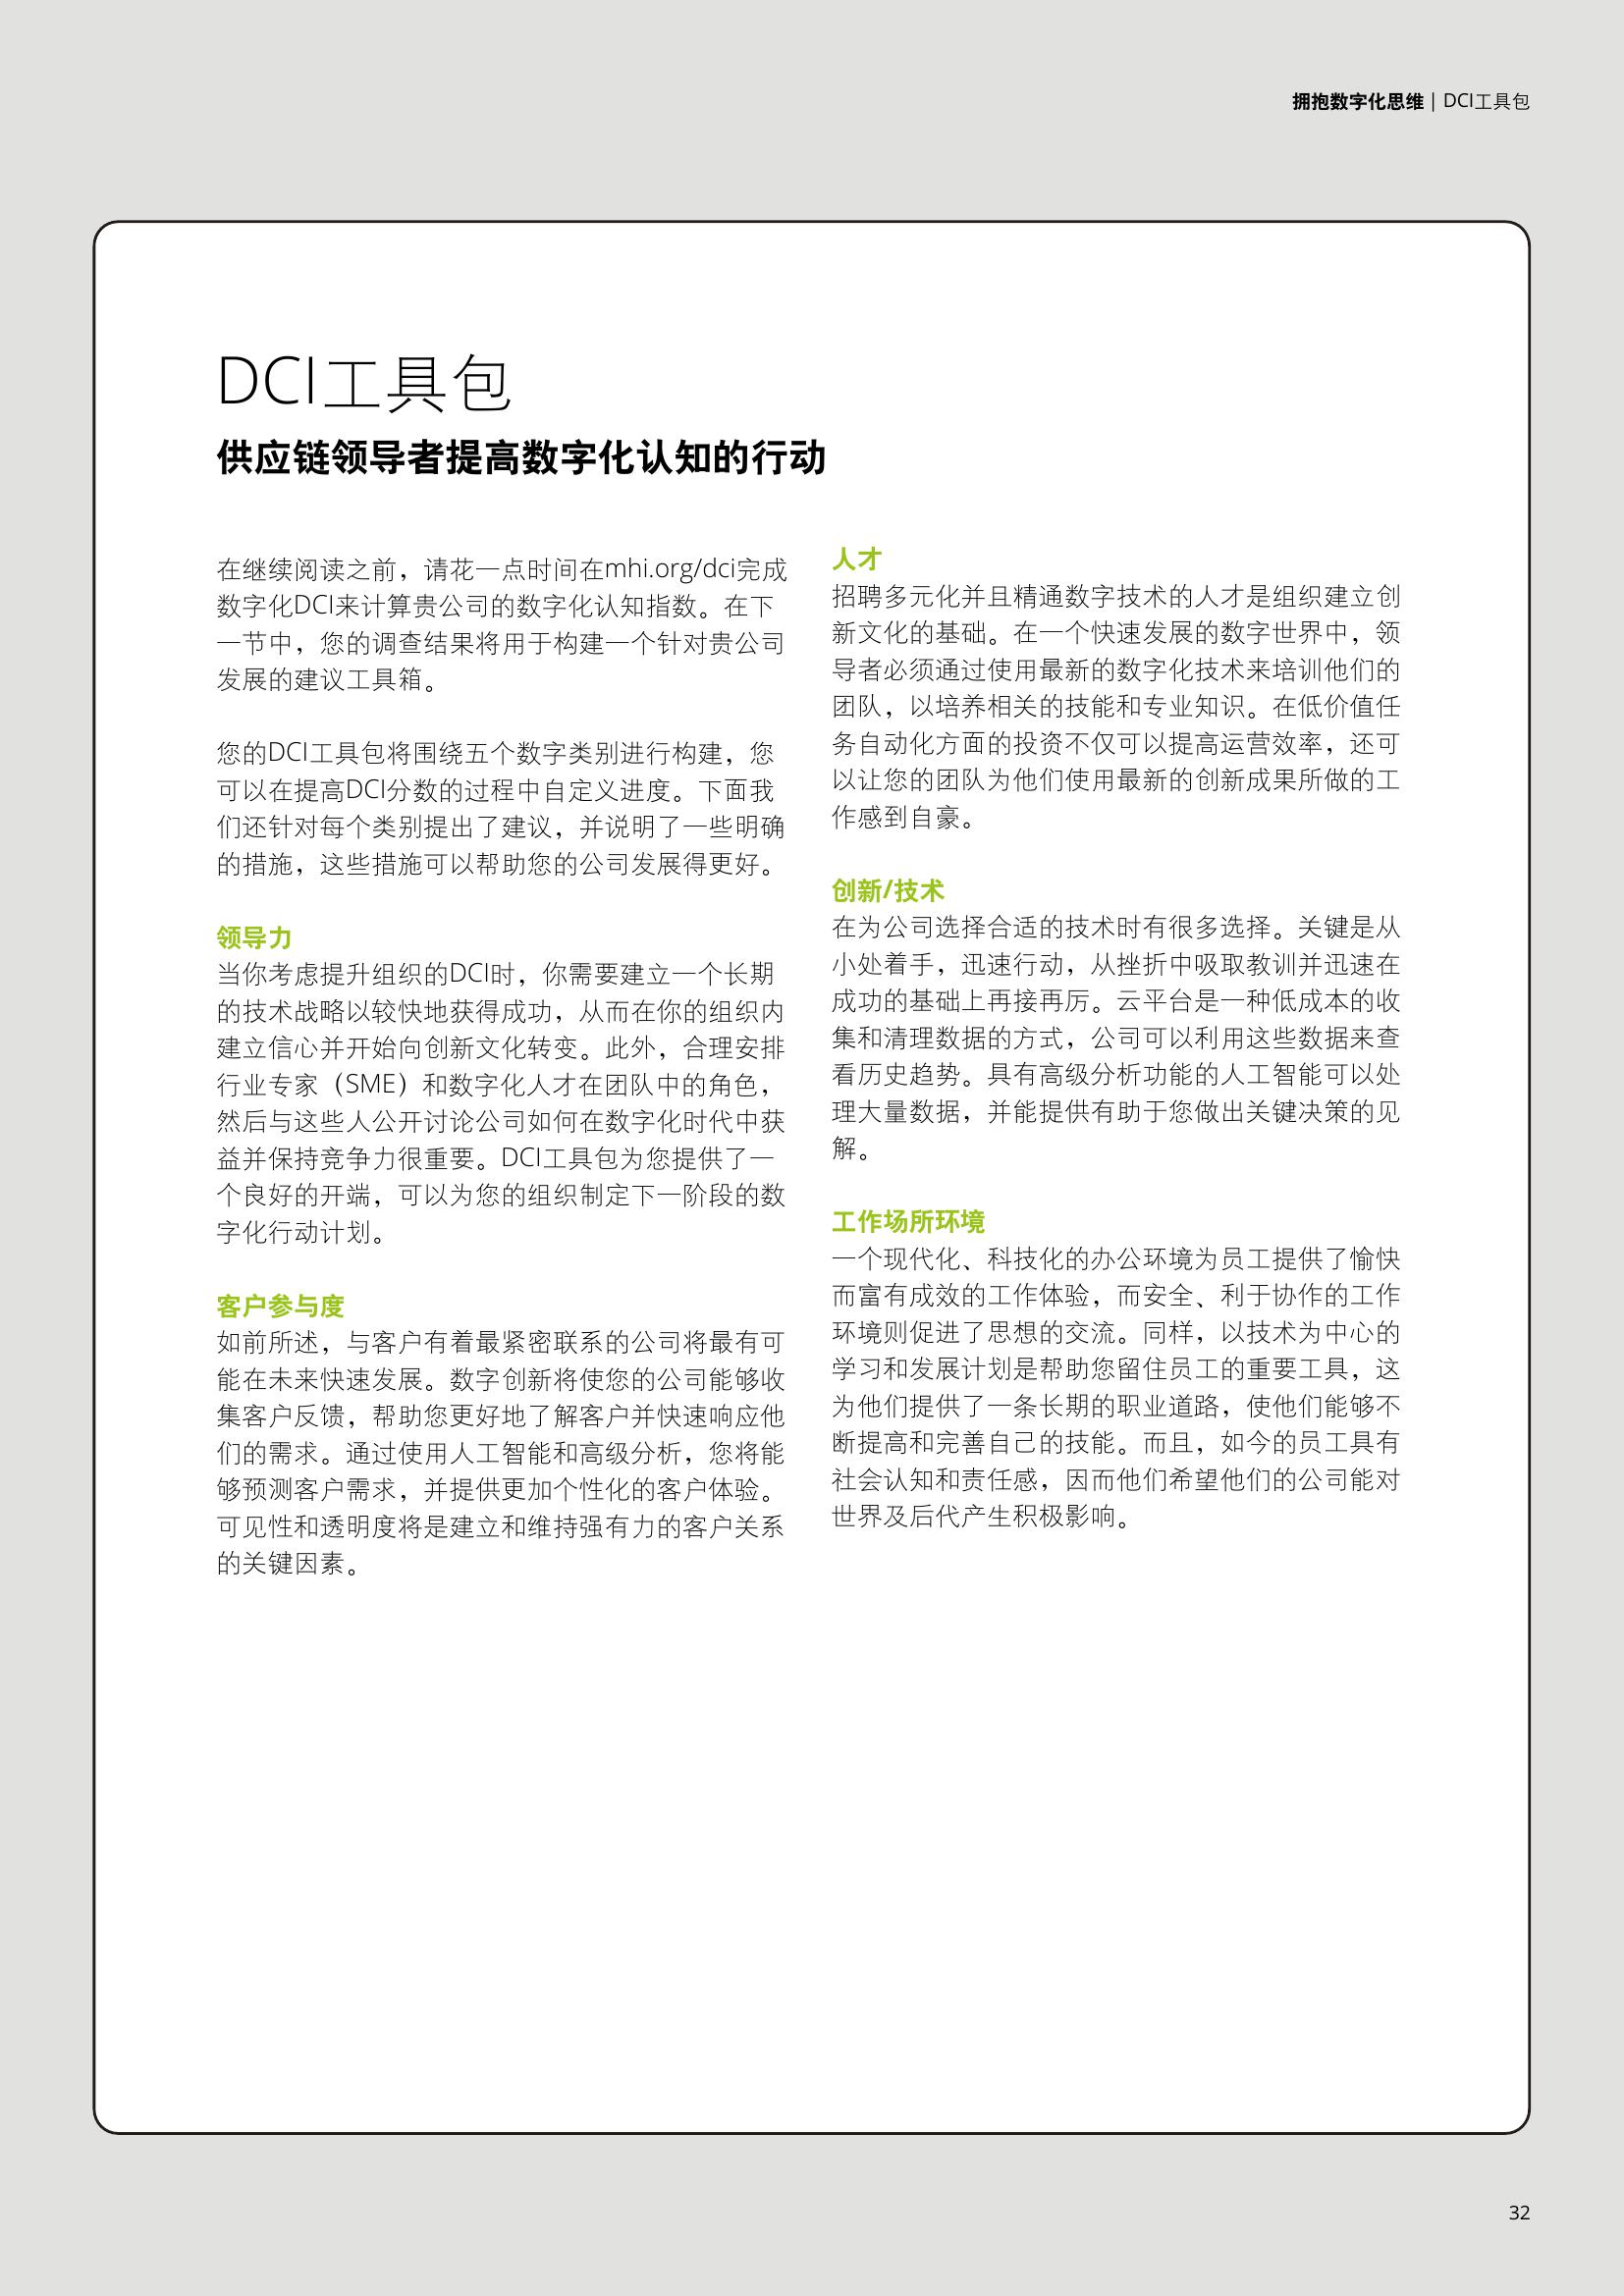 拥抱数字化思维 | DCI工具包
DCI工具包
供应链领导者提高数字化认知的行动
在继续阅读之前，请花一点时间在mhi.org/dci完成
数字化DCI来计算贵公司的数字化认知指数。在下
一节中，您的调查结果将用于构建一个针对贵公司
发展的建议工具箱。
您的DCI工具包将围绕五个数字类别进行构建，您
可以在提高DCI分数的过程中自定义进度。下面我
们还针对每个类别提出了建议，并说明了一些明确
的措施，这些措施可以帮助您的公司发展得更好。
领导力
当你考虑提升组织的DCI时，你需要建立一个长期
的技术战略以较快地获得成功，从而在你的组织内
建立信心并开始向创新文化转变。此外，合理安排
行业专家（SME）和数字化人才在团队中的角色，
然后与这些人公开讨论公司如何在数字化时代中获
益并保持竞争力很重要。DCI工具包为您提供了一
个良好的开端，可以为您的组织制定下一阶段的数
字化行动计划。
客户参与度
如前所述，与客户有着最紧密联系的公司将最有可
能在未来快速发展。数字创新将使您的公司能够收
集客户反馈，帮助您更好地了解客户并快速响应他
们的需求。通过使用人工智能和高级分析，您将能
够预测客户需求，并提供更加个性化的客户体验。
可见性和透明度将是建立和维持强有力的客户关系
的关键因素。
人才
招聘多元化并且精通数字技术的人才是组织建立创
新文化的基础。在一个快速发展的数字世界中，领
导者必须通过使用最新的数字化技术来培训他们的
团队，以培养相关的技能和专业知识。在低价值任
务自动化方面的投资不仅可以提高运营效率，还可
以让您的团队为他们使用最新的创新成果所做的工
作感到自豪。
创新/技术
在为公司选择合适的技术时有很多选择。关键是从
小处着手，迅速行动，从挫折中吸取教训并迅速在
成功的基础上再接再厉。云平台是一种低成本的收
集和清理数据的方式，公司可以利用这些数据来查
看历史趋势。具有高级分析功能的人工智能可以处
理大量数据，并能提供有助于您做出关键决策的见
解。
工作场所环境
一个现代化、科技化的办公环境为员工提供了愉快
而富有成效的工作体验，而安全、利于协作的工作
环境则促进了思想的交流。同样，以技术为中心的
学习和发展计划是帮助您留住员工的重要工具，这
为他们提供了一条长期的职业道路，使他们能够不
断提高和完善自己的技能。而且，如今的员工具有
社会认知和责任感，因而他们希望他们的公司能对
世界及后代产生积极影响。
32